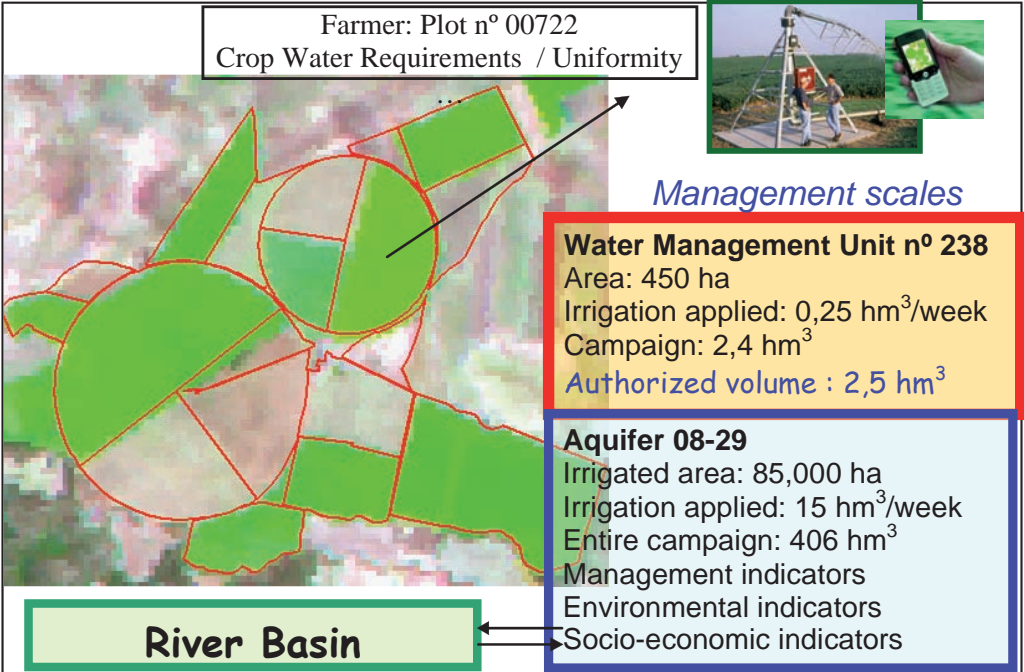 Farmer: Plot nº 00722
Crop Water Requirements / Uniformity
...
Management scales
Water Management Unit nº 238
Area: 450 ha
Irrigation applied: 0,25 hm³/week
Campaign: 2,4 hm³
Authorized volume : 2,5 hm³
Aquifer 08-29
Irrigated area: 85,000 ha
Irrigation applied: 15 hm³/week
Entire campaign: 406 hm³
Management indicators
Environmental indicators
Socio-economic indicators
River Basin